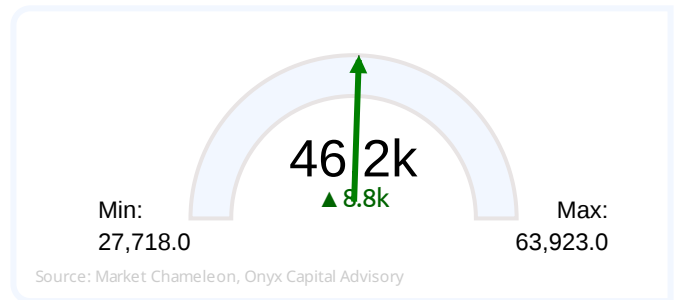 46.2k
▲8.8k
Min:
27,718.0
Max:
63,923.0
Source: Market Chameleon, Onyx Capital Advisory